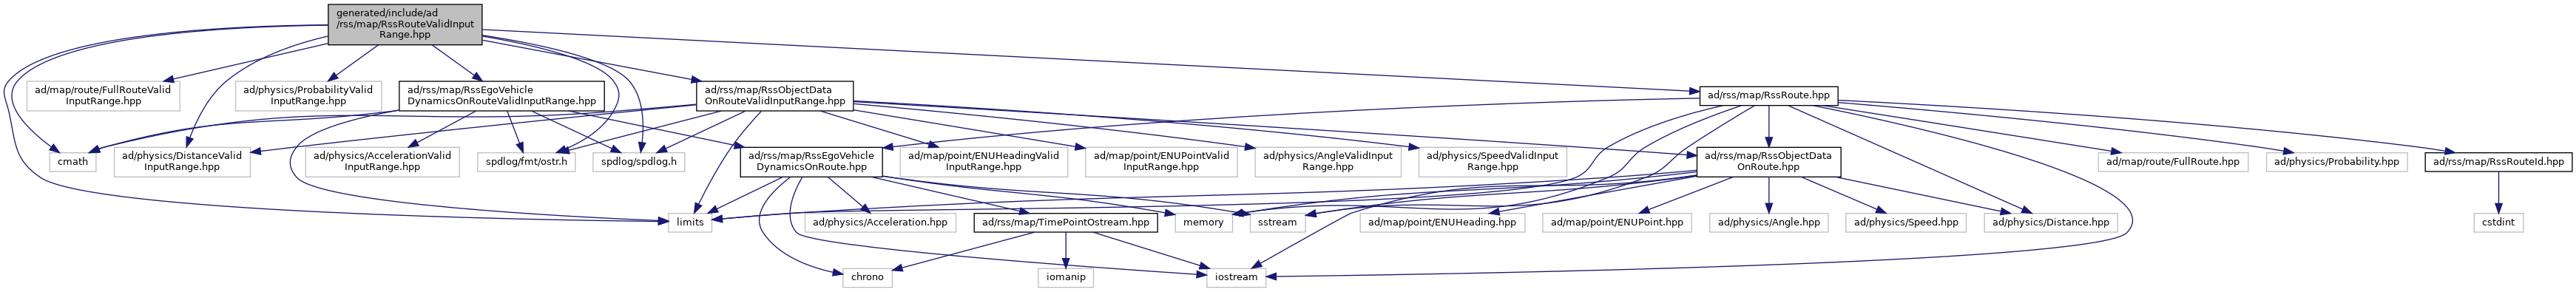 generated/include/ad
/rss/map/RssRouteValidInput
Range.hpp
ad/map/route/FullRouteValid
InputRange.hpp
ad/physics/ProbabilityValid
InputRange.hpp
ad/rss/map/RssEgoVehicle
DynamicsOnRouteValidInputRange.hpp
ad/rss/map/RssObjectData
OnRouteValidInputRange.hpp
ad/rss/map/RssRoute.hpp
cmath
ad/physics/DistanceValid
InputRange.hpp
ad/physics/AccelerationValid
InputRange.hpp
spdlog/fmt/ostr.h
spdlog/spdlog.h
ad/rss/map/RssEgoVehicle
DynamicsOnRoute.hpp
ad/map/point/ENUHeadingValid
InputRange.hpp
ad/map/point/ENUPointValid
InputRange.hpp
ad/physics/AngleValidInput
Range.hpp
ad/physics/SpeedValidInput
Range.hpp
ad/rss/map/RssObjectData
OnRoute.hpp
ad/map/route/FullRoute.hpp
ad/physics/Probability.hpp
ad/rss/map/RssRouteId.hpp
limits
ad/physics/Acceleration.hpp
ad/rss/map/TimePointOstream.hpp
memory
sstream
ad/map/point/ENUHeading.hpp
ad/map/point/ENUPoint.hpp
ad/physics/Angle.hpp
ad/physics/Speed.hpp
ad/physics/Distance.hpp
cstdint
chrono
iomanip
iostream